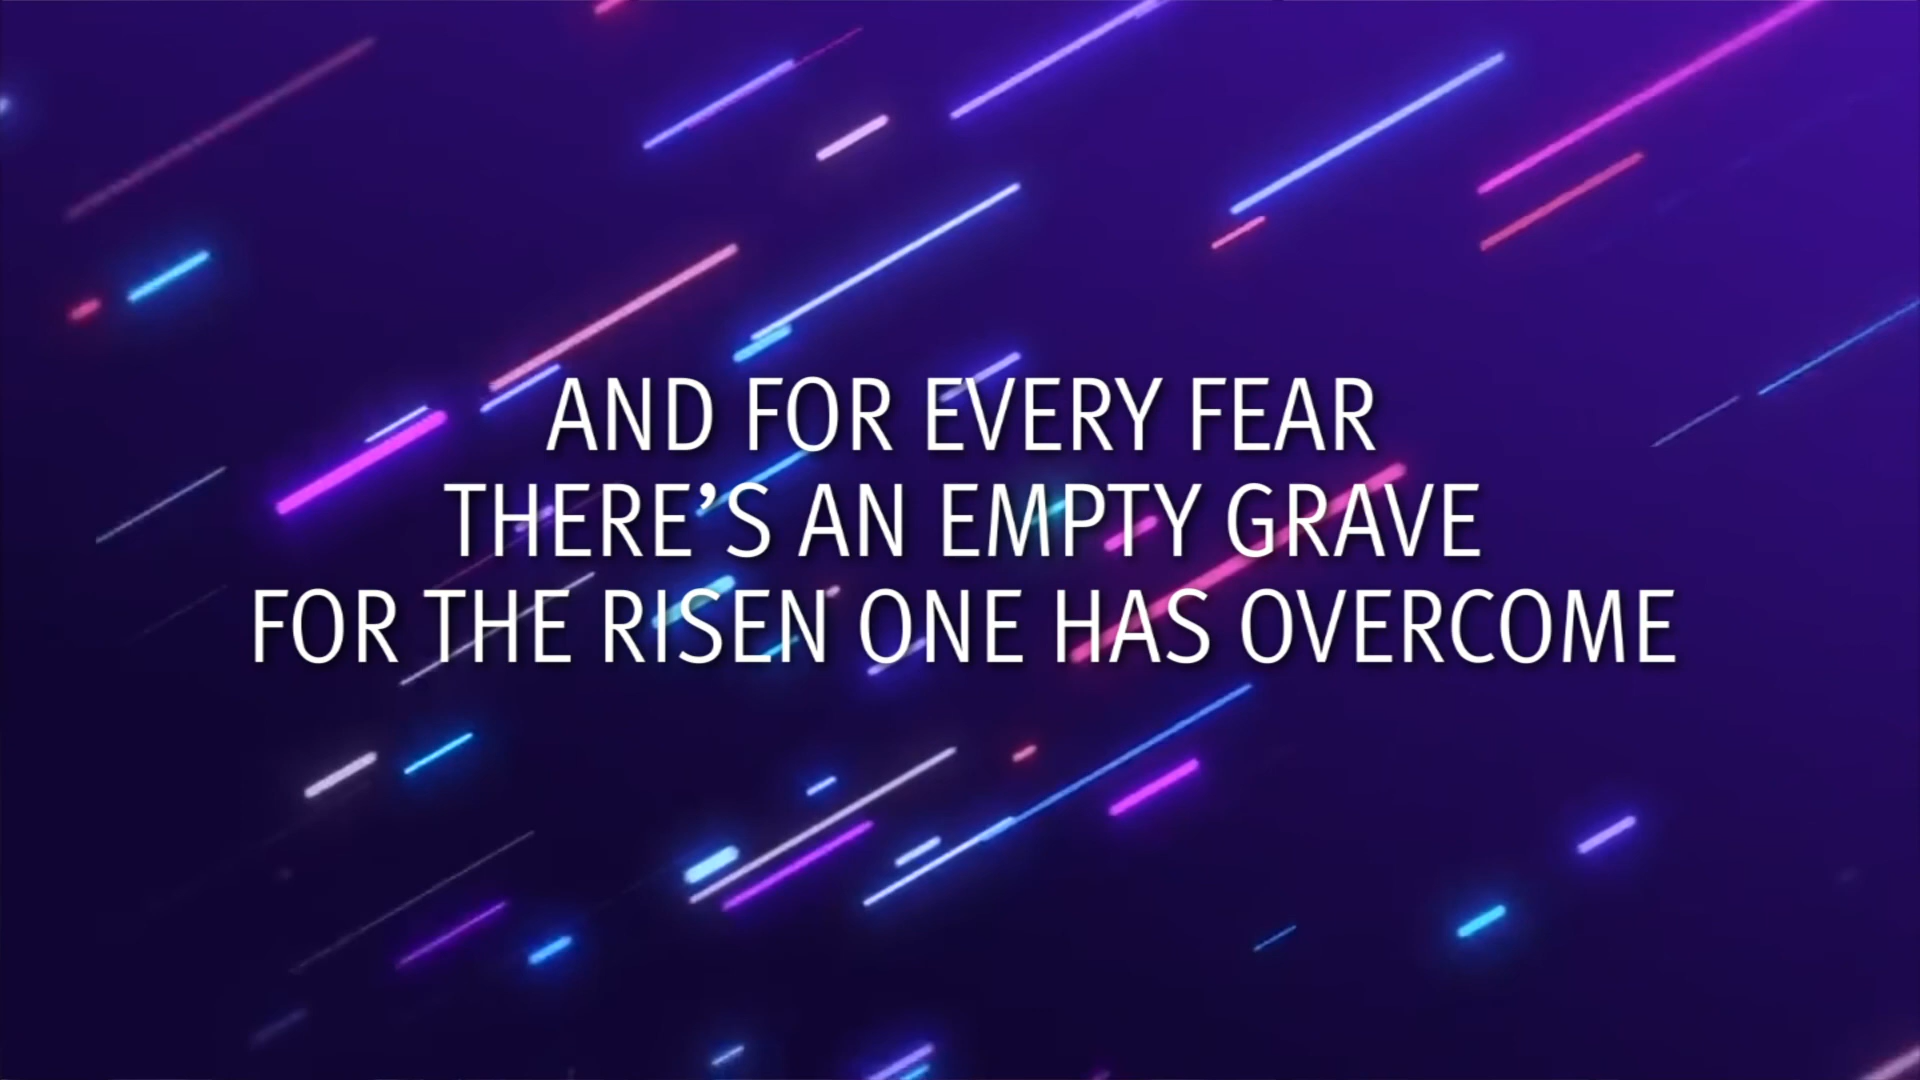 AND FOR EVERY FEAR
THERE’S AN EMPTY GRAVE
FOR THE RISEN ONE HAS OVERCOME